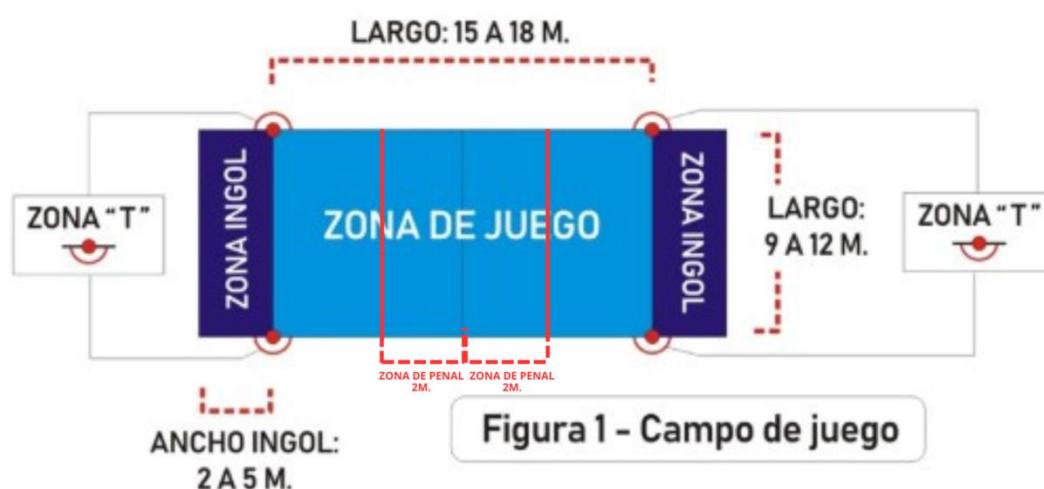 LARGO: 15 A 18 M.
ZONA "T"
ZONA INGOL
ZONA DE JUEGO
ZONA INGOL
LARGO:
9 A 12 M.
ZONA "T"
ZONA DE PENAL
2M.
ZONA DE PENAL
2M.
ANCHO INGOL:
2 A 5 M.
Figura 1 - Campo de juego